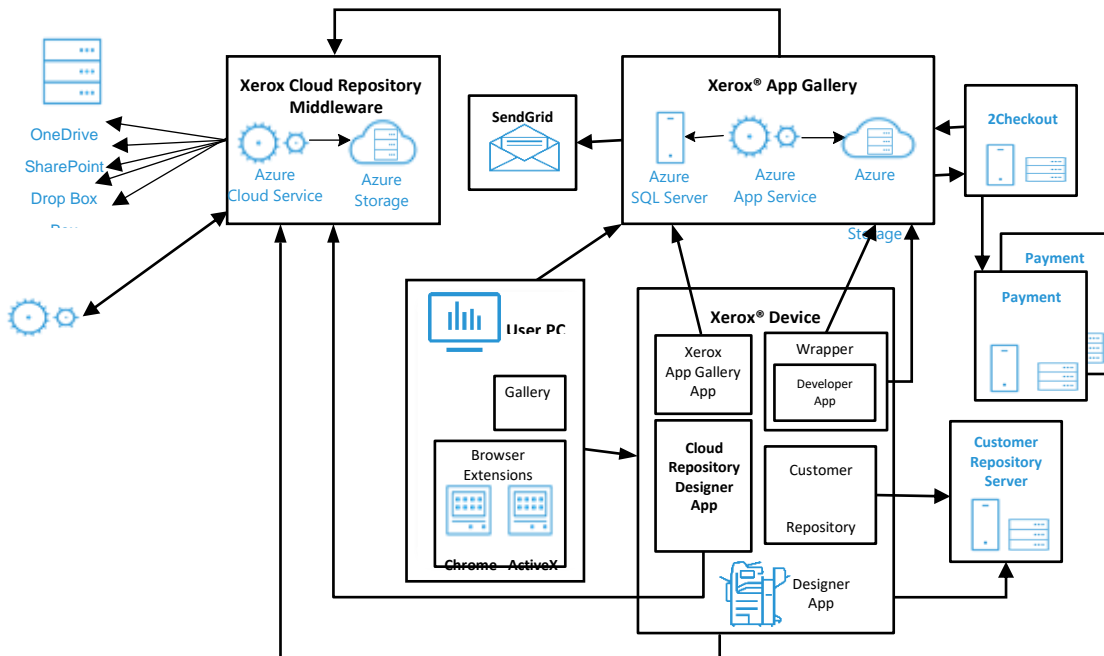 Xerox Cloud Repository
Middleware
Azure
Cloud Service
Azure
Storage
OneDrive
SharePoint
Drop Box
SendGrid
Xerox® App Gallery
Azure
SQL Server
Azure
App Service
Azure
Storage
2Checkout
Payment
Payment
User PC
Gallery
Browser
Extensions
Chrome
ActiveX
Xerox® Device
Xerox
App Gallery
App
Wrapper
Developer
App
Cloud
Repository
Designer
App
Customer
Repository
Designer
App
Customer
Repository
Server